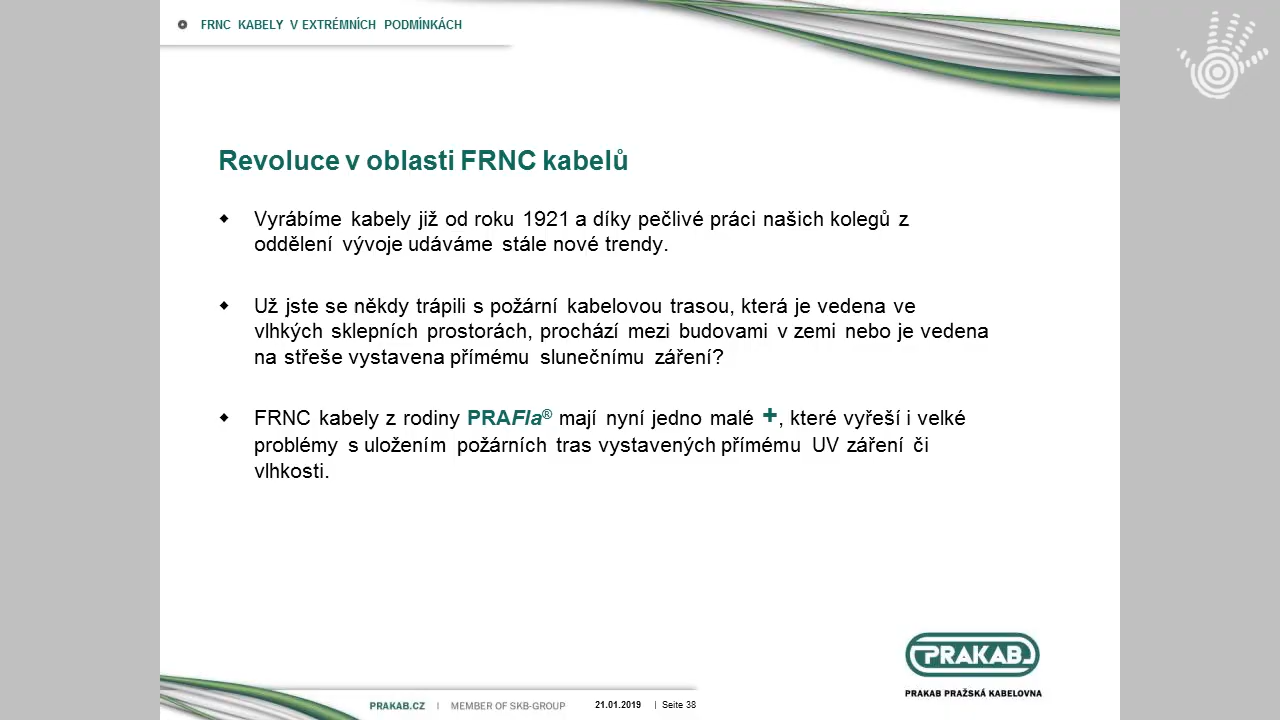 FRNC KABELY V EXTRÉMNÍCH PODMÍNKÁCH
Revoluce v oblasti FRNC kabelů
Vyrábíme kabely již od roku 1921 a díky pečlivé práci našich kolegů z
oddělení vývoje udáváme stále nové trendy.
Už jste se někdy trápili s požární kabelovou trasou, která je vedena ve
vlhkých sklepních prostorách, prochází mezi budovami v zemi nebo je vedena
na střeše vystavena přímému slunečnímu záření?
FRNC kabely z rodiny PRAFla® mají nyní jedno malé +, které vyřeší i velké
problémy s uložením požárních tras vystavených přímému UV záření či
vlhkosti.
PRAKAB
PRAKAB PRAŽSKÁ KABELOVNA
PRAKAB.CZ | MEMBER OF SKB-GROUP 21.01.2019 | Seite 38